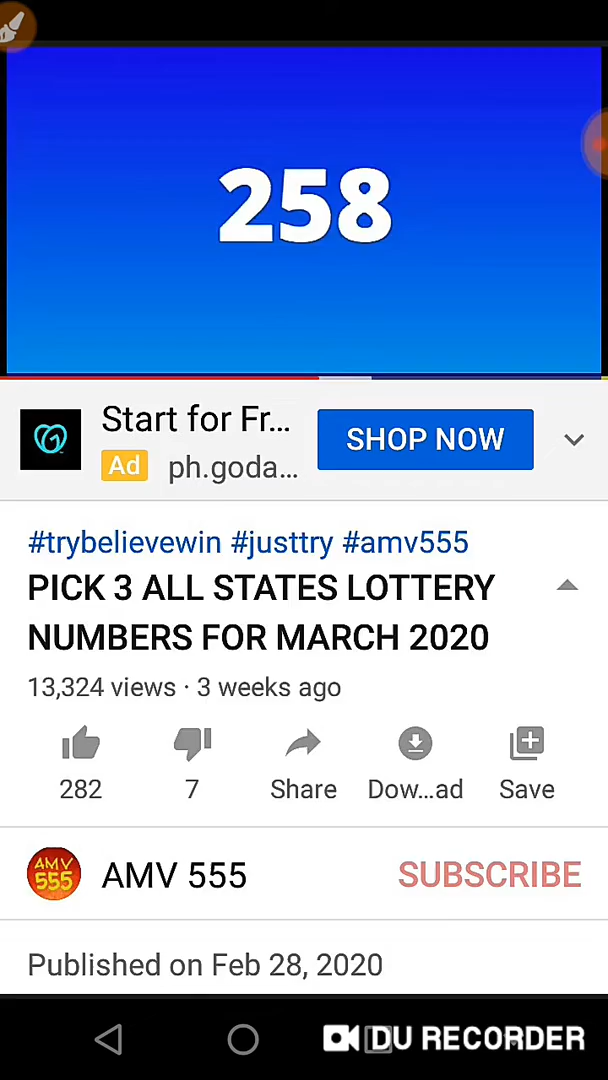 258
Start for Fr...
SHOP NOW
Ad ph.goda...
#trybelievewin #justtry #amv555
PICK 3 ALL STATES LOTTERY
NUMBERS FOR MARCH 2020
13,324 views · 3 weeks ago
282 7 Share Dow...ad Save
AMV 555
AMV 555 SUBSCRIBE
Published on Feb 28, 2020
DU RECORDER